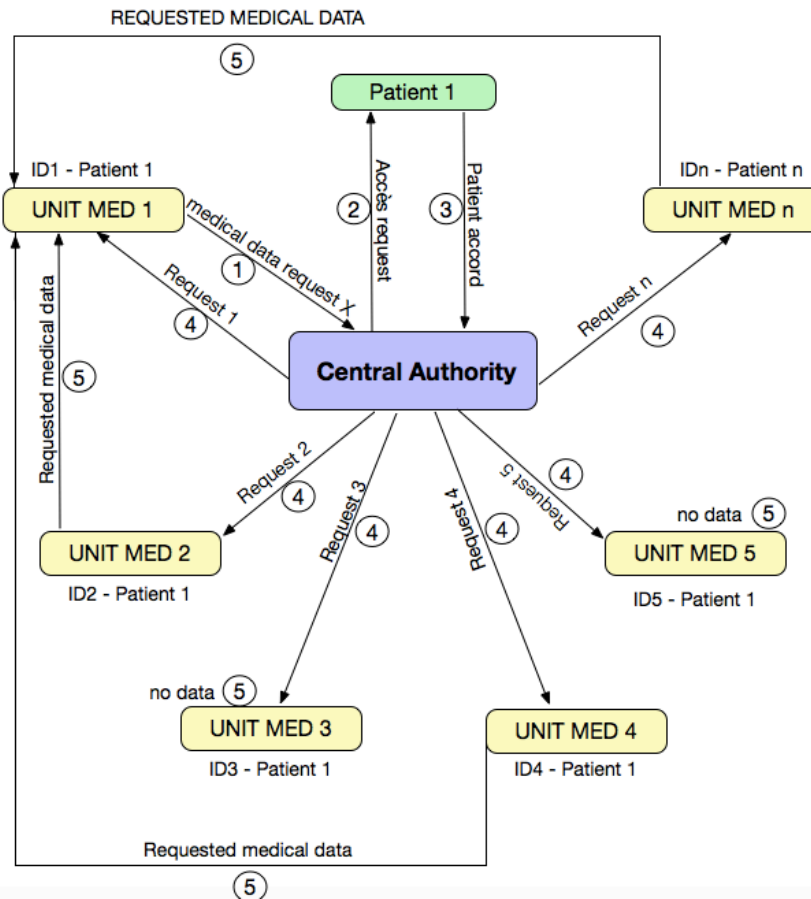 REQUESTED MEDICAL DATA
5
Patient 1
ID1 - Patient 1
IDn - Patient n
UNIT MED 1
UNIT MED n
medical data request X
1
Accès request
2
Patient accord
3
Request 1
4
Request n
4
Requested medical data
5
Central Authority
Request 2
4
Request 3
4
Request 4
4
Request 5
4
no data 5
UNIT MED 2
ID2 - Patient 1
UNIT MED 5
ID5 - Patient 1
no data 5
UNIT MED 3
ID3 - Patient 1
UNIT MED 4
ID4 - Patient 1
Requested medical data
5